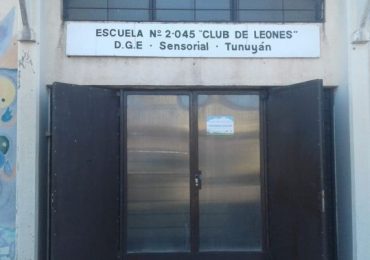 ESCUELA Nº 2-045 "CLUB DE LEONES"
D.G.E - Sensorial - Tunuyán